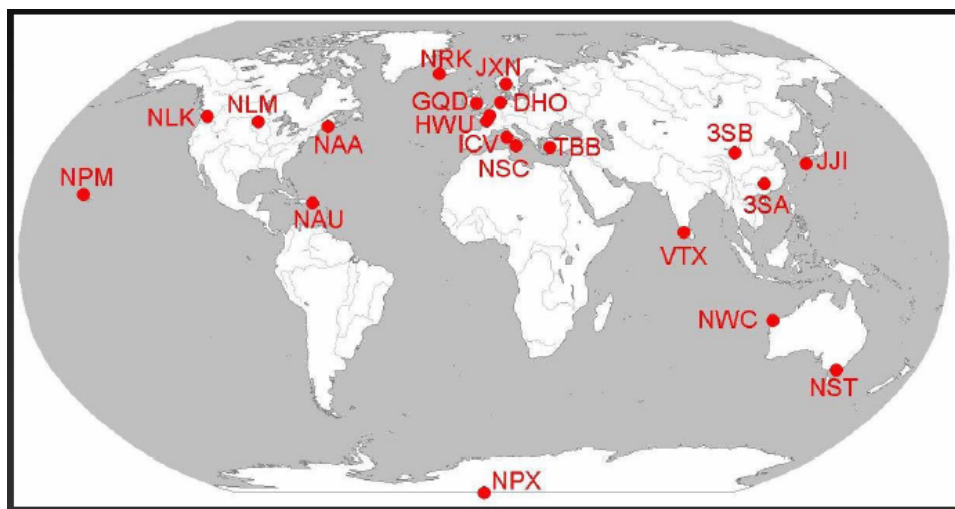 NRK
JXN
GQD
DHO
HWU
NLK
NLM
NAA
ICV
NSC
TBB
3SB
JJI
NPM
3SA
NAU
VTX
NWC
NST
NPX